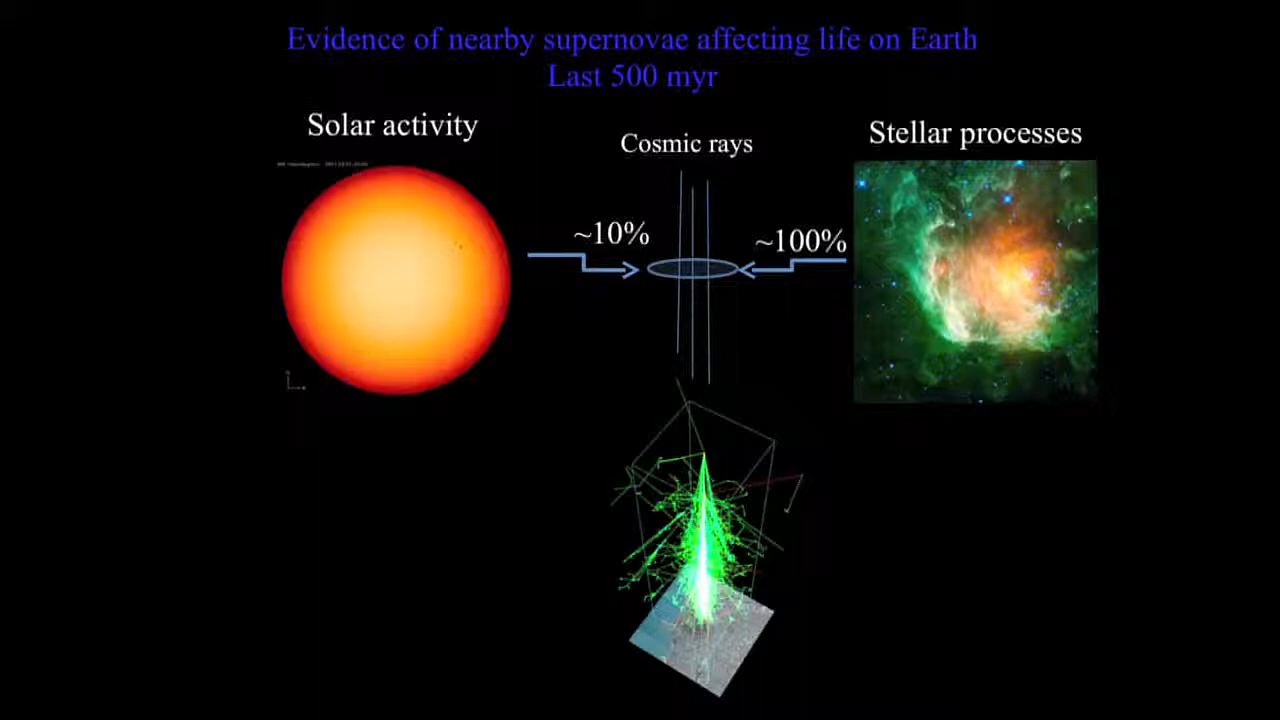 Evidence of nearby supernovae affecting life on Earth
Last 500 myr
Solar activity
Cosmic rays
Stellar processes
~10%
~100%